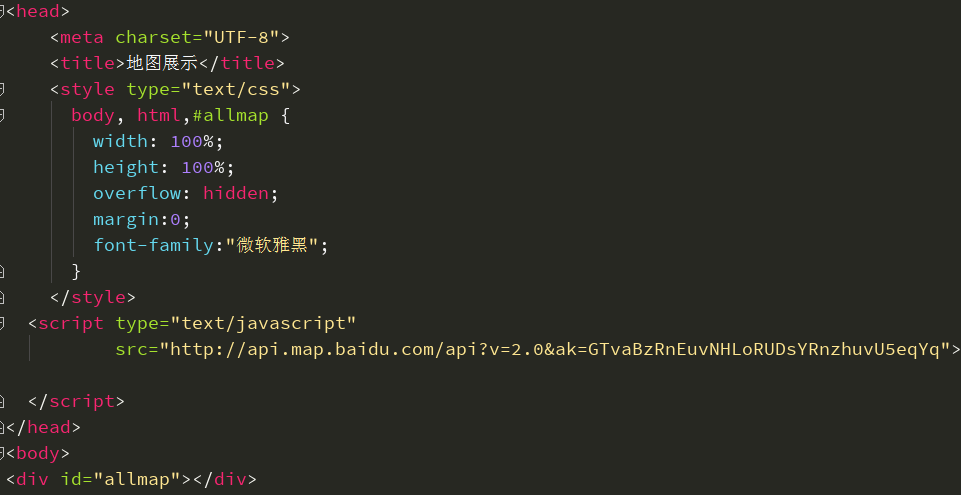 <head>
<meta charset="UTF-8">
<title>地图展示</title>
<style type="text/css">
body, html,#allmap {
width: 100%;
height: 100%;
overflow: hidden;
margin:0;
font-family:"微软雅黑";
}
</style>
<script type="text/javascript"
src="http://api.map.baidu.com/api?v=2.0&ak=GTvaBzRnEuvNHLoRUDsYRnzhuvU5eqYq">
</script>
</head>
<body>
<div id="allmap"></div>